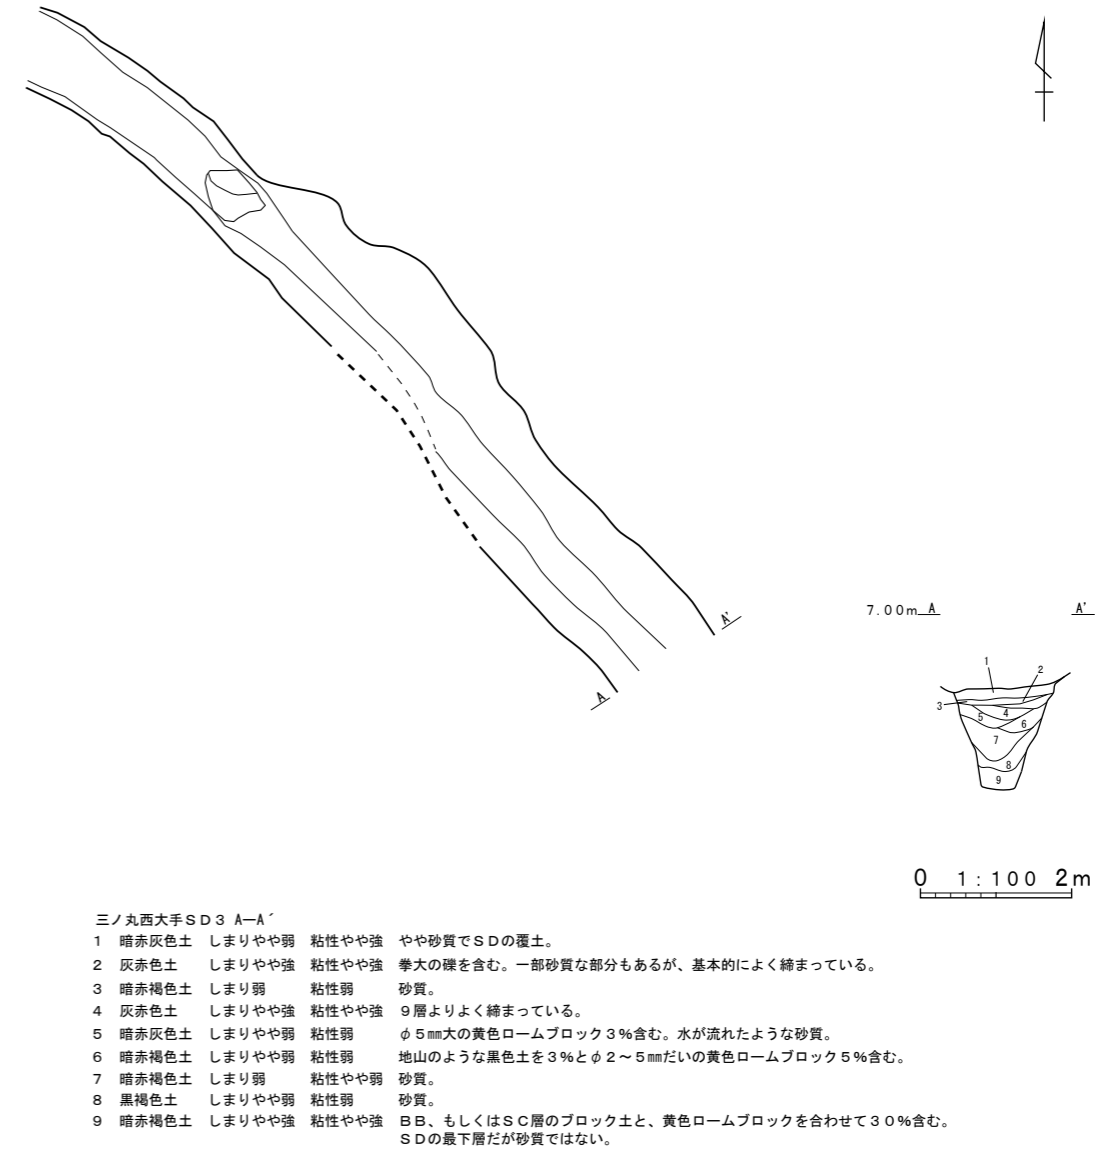 A'
A
7.00m A A'
1
2
3
4
5
6
7
8
9
0 1:100 2m
三ノ丸西大手ＳＤ３ A―A´
１ 暗赤灰色土 しまりやや弱 粘性やや強 やや砂質でＳＤの覆土。
２ 灰赤色土 しまりやや強 粘性やや強 拳大の礫を含む。一部砂質な部分もあるが、基本的によく締まっている。
３ 暗赤褐色土 しまり弱 粘性弱 砂質。
４ 灰赤色土 しまりやや強 粘性やや強 ９層よりよく締まっている。
５ 暗赤灰色土 しまりやや弱 粘性弱 φ５㎜大の黄色ロームブロック３％含む。水が流れたような砂質。
６ 暗赤褐色土 しまりやや弱 粘性弱 地山のような黒色土を３％とφ２～５㎜だいの黄色ロームブロック５％含む。
７ 暗赤褐色土 しまり弱 粘性やや弱 砂質。
８ 黒褐色土 しまりやや弱 粘性弱 砂質。
９ 暗赤褐色土 しまりやや強 粘性やや強 ＢＢ、もしくはＳＣ層のブロック土と、黄色ロームブロックを合わせて３０％含む。
ＳＤの最下層だが砂質ではない。